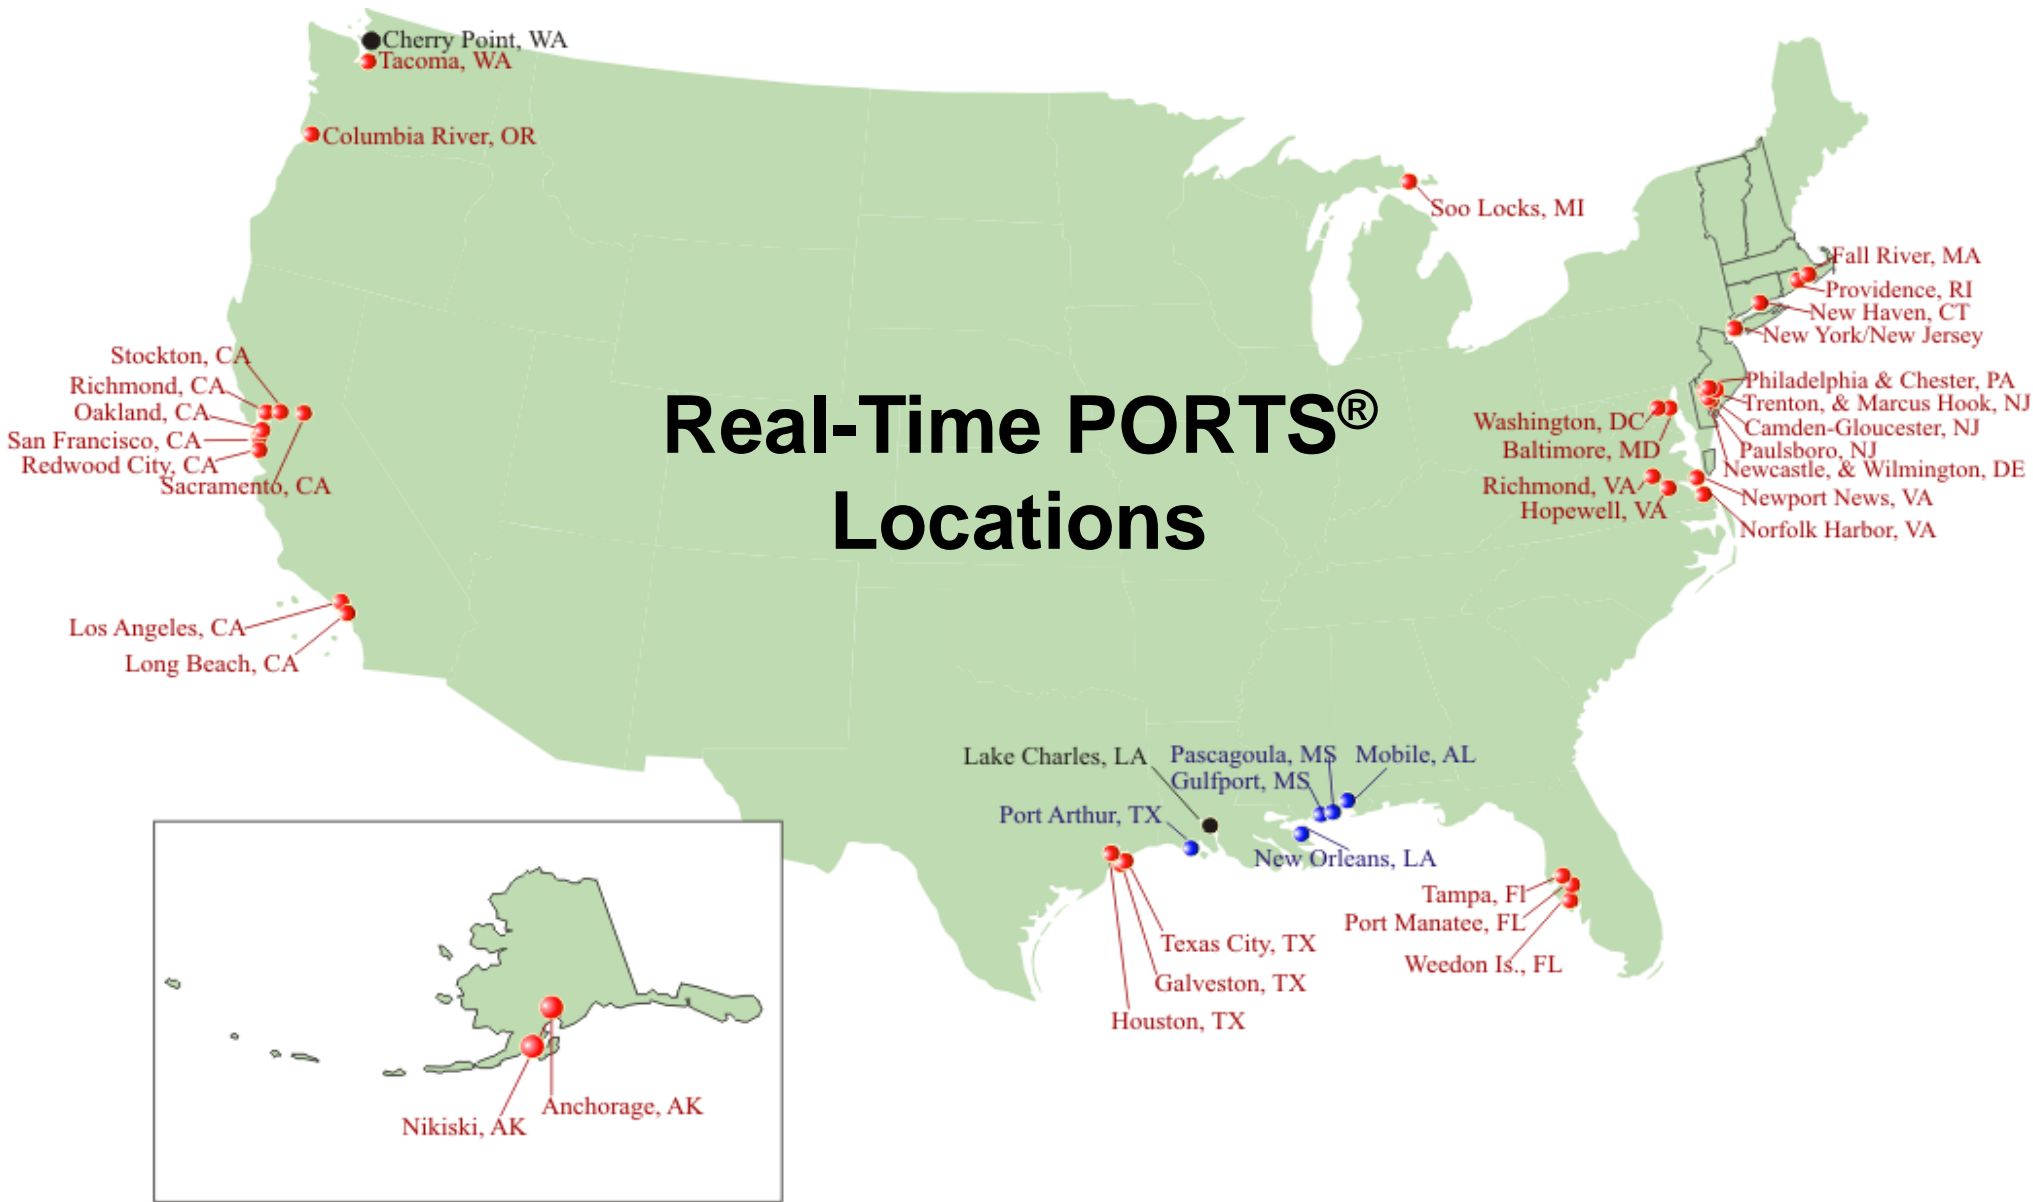 Cherry Point, WA
Tacoma, WA
Columbia River, OR
Soo Locks, MI
Fall River, MA
Providence, RI
New Haven, CT
New York/New Jersey
Stockton, CA
Richmond, CA
Oakland, CA
San Francisco, CA
Redwood City, CA
Sacramento, CA
Real-Time PORTS®
Locations
Philadelphia & Chester, PA
Trenton, & Marcus Hook, NJ
Camden-Gloucester, NJ
Paulsboro, NJ
Newcastle, & Wilmington, DE
Washington, DC
Baltimore, MD
Richmond, VA
Hopewell, VA
Newport News, VA
Norfolk Harbor, VA
Los Angeles, CA
Long Beach, CA
Lake Charles, LA
Pascagoula, MS
Mobile, AL
Gulfport, MS
Port Arthur, TX
New Orleans, LA
Tampa, Fl
Port Manatee, FL
Weedon Is., FL
Texas City, TX
Galveston, TX
Houston, TX
Anchorage, AK
Nikiski, AK